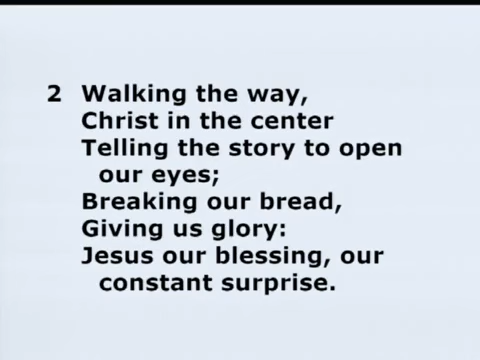 2 Walking the way,
Christ in the center
Telling the story to open
our eyes;
Breaking our bread,
Giving us glory:
Jesus our blessing, our
constant surprise.